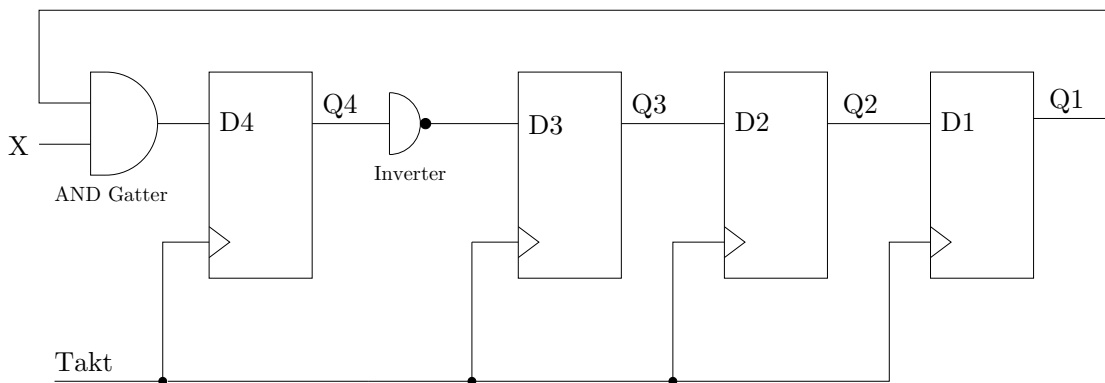 Q1
Q4
Q3
Q2
D4
D3
D2
D1
X
Inverter
AND Gatter
Takt